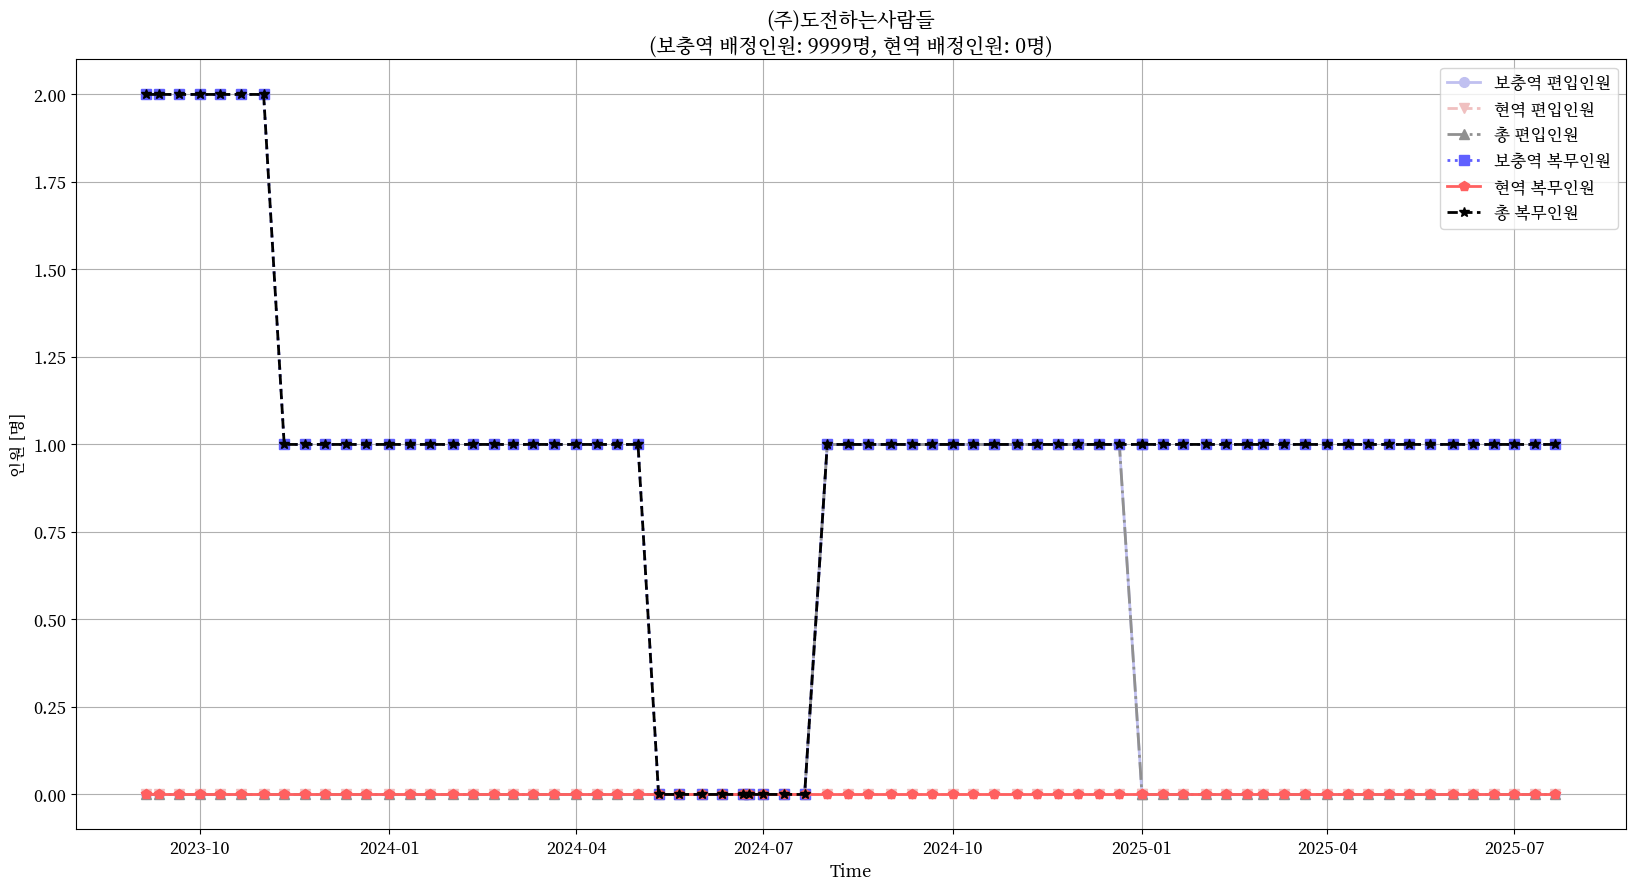 (주)도전하는사람들
(보충역 배정인원: 9999명, 현역 배정인원: 0명)
보충역 편입인원
현역 편입인원
총 편입인원
보충역 복무인원
현역 복무인원
총 복무인원
인원 [명]
2.00
1.75
1.50
1.25
1.00
0.75
0.50
0.25
0.00
2023-10
2024-01
2024-04
2024-07
2024-10
2025-01
2025-04
2025-07
Time